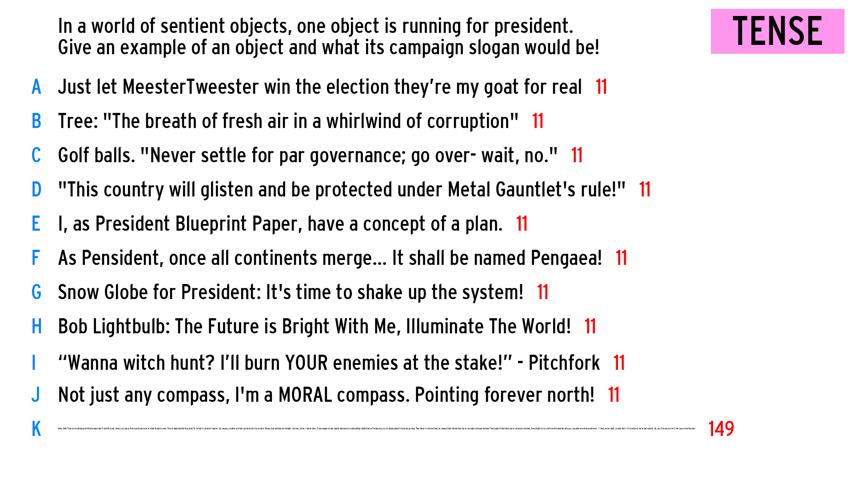 In a world of sentient objects, one object is running for president.
Give an example of an object and what its campaign slogan would be!
TENSE
A Just let MeesterTweester win the election they’re my goat for real 11
B Tree: "The breath of fresh air in a whirlwind of corruption" 11
C Golf balls. "Never settle for par governance; go over- wait, no." 11
D "This country will glisten and be protected under Metal Gauntlet's rule!" 11
E I, as President Blueprint Paper, have a concept of a plan. 11
F As Pensident, once all continents merge... It shall be named Pengaea! 11
G Snow Globe for President: It's time to shake up the system! 11
H Bob Lightbulb: The Future is Bright With Me, Illuminate The World! 11
I “Wanna witch hunt? I’ll burn YOUR enemies at the stake!” - Pitchfork 11
J Not just any compass, I'm a MORAL compass. Pointing forever north! 11
K 149